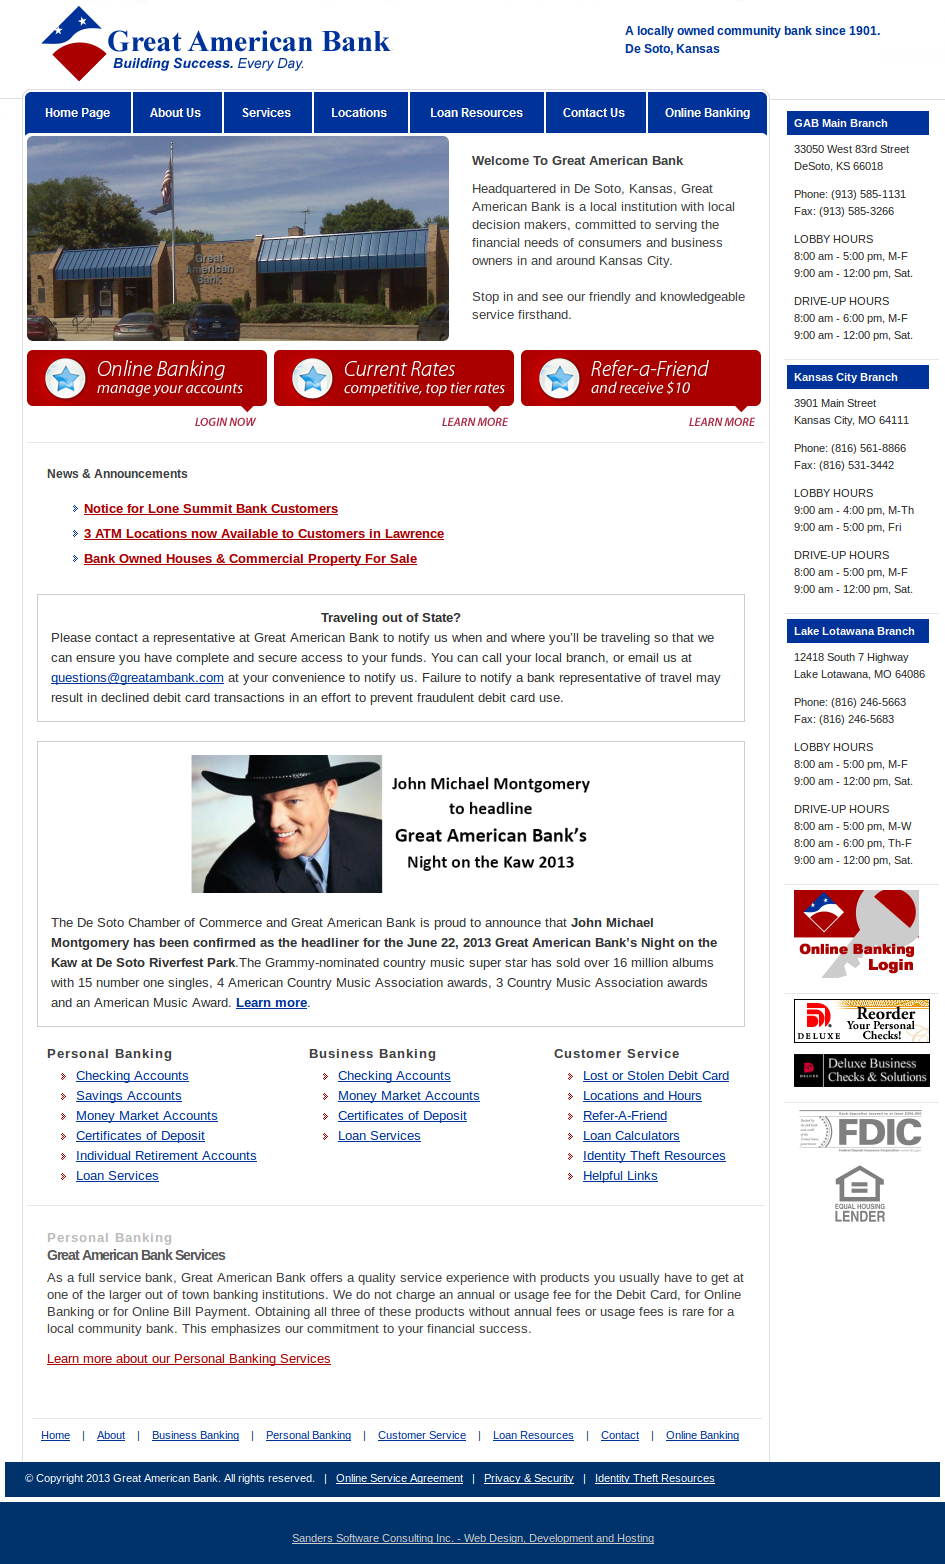 Great American Bank
Building Success. Every Day.
A locally owned community bank since 1901.
De Soto, Kansas
Home Page
About Us
Services
Locations
Loan Resources
Contact Us
Online Banking
Great
American
Bank
Welcome To Great American Bank
Headquartered in De Soto, Kansas, Great
American Bank is a local institution with local
decision makers, committed to serving the
financial needs of consumers and business
owners in and around Kansas City.
Stop in and see our friendly and knowledgeable
service firsthand.
Online Banking
manage your accounts
LOGIN NOW
Current Rates
competitive, top tier rates
LEARN MORE
Refer-a-Friend
and receive $10
LEARN MORE
News & Announcements
Notice for Lone Summit Bank Customers
3 ATM Locations now Available to Customers in Lawrence
Bank Owned Houses & Commercial Property For Sale
Traveling out of State?
Please contact a representative at Great American Bank to notify us when and where you’ll be traveling so that we
can ensure you have complete and secure access to your funds. You can call your local branch, or email us at
questions@greatambank.com at your convenience to notify us. Failure to notify a bank representative of travel may
result in declined debit card transactions in an effort to prevent fraudulent debit card use.
John Michael Montgomery
to headline
Great American Bank’s
Night on the Kaw 2013
The De Soto Chamber of Commerce and Great American Bank is proud to announce that John Michael
Montgomery has been confirmed as the headliner for the June 22, 2013 Great American Bank’s Night on the
Kaw at De Soto Riverfest Park.The Grammy-nominated country music super star has sold over 16 million albums
with 15 number one singles, 4 American Country Music Association awards, 3 Country Music Association awards
and an American Music Award. Learn more.
Personal Banking
Checking Accounts
Savings Accounts
Money Market Accounts
Certificates of Deposit
Individual Retirement Accounts
Loan Services
Business Banking
Checking Accounts
Money Market Accounts
Certificates of Deposit
Loan Services
Customer Service
Lost or Stolen Debit Card
Locations and Hours
Refer-A-Friend
Loan Calculators
Identity Theft Resources
Helpful Links
Personal Banking
Great American Bank Services
As a full service bank, Great American Bank offers a quality service experience with products you usually have to get at
one of the larger out of town banking institutions. We do not charge an annual or usage fee for the Debit Card, for Online
Banking or for Online Bill Payment. Obtaining all three of these products without annual fees or usage fees is rare for a
local community bank. This emphasizes our commitment to your financial success.
Learn more about our Personal Banking Services
GAB Main Branch
33050 West 83rd Street
DeSoto, KS 66018
Phone: (913) 585-1131
Fax: (913) 585-3266
LOBBY HOURS
8:00 am - 5:00 pm, M-F
9:00 am - 12:00 pm, Sat.
DRIVE-UP HOURS
8:00 am - 6:00 pm, M-F
9:00 am - 12:00 pm, Sat.
Kansas City Branch
3901 Main Street
Kansas City, MO 64111
Phone: (816) 561-8866
Fax: (816) 531-3442
LOBBY HOURS
9:00 am - 4:00 pm, M-Th
9:00 am - 5:00 pm, Fri
DRIVE-UP HOURS
8:00 am - 5:00 pm, M-F
9:00 am - 12:00 pm, Sat.
Lake Lotawana Branch
12418 South 7 Highway
Lake Lotawana, MO 64086
Phone: (816) 246-5663
Fax: (816) 246-5683
LOBBY HOURS
8:00 am - 5:00 pm, M-F
9:00 am - 12:00 pm, Sat.
DRIVE-UP HOURS
8:00 am - 5:00 pm, M-W
8:00 am - 6:00 pm, Th-F
9:00 am - 12:00 pm, Sat.
Online Banking
Login
DELUXE
Reorder
Your Personal
Checks!
Deluxe Business
Checks & Solutions
FDIC
EQUAL HOUSING
LENDER
Home | About | Business Banking | Personal Banking | Customer Service | Loan Resources | Contact | Online Banking
© Copyright 2013 Great American Bank. All rights reserved. | Online Service Agreement | Privacy & Security | Identity Theft Resources
Sanders Software Consulting Inc. - Web Design, Development and Hosting